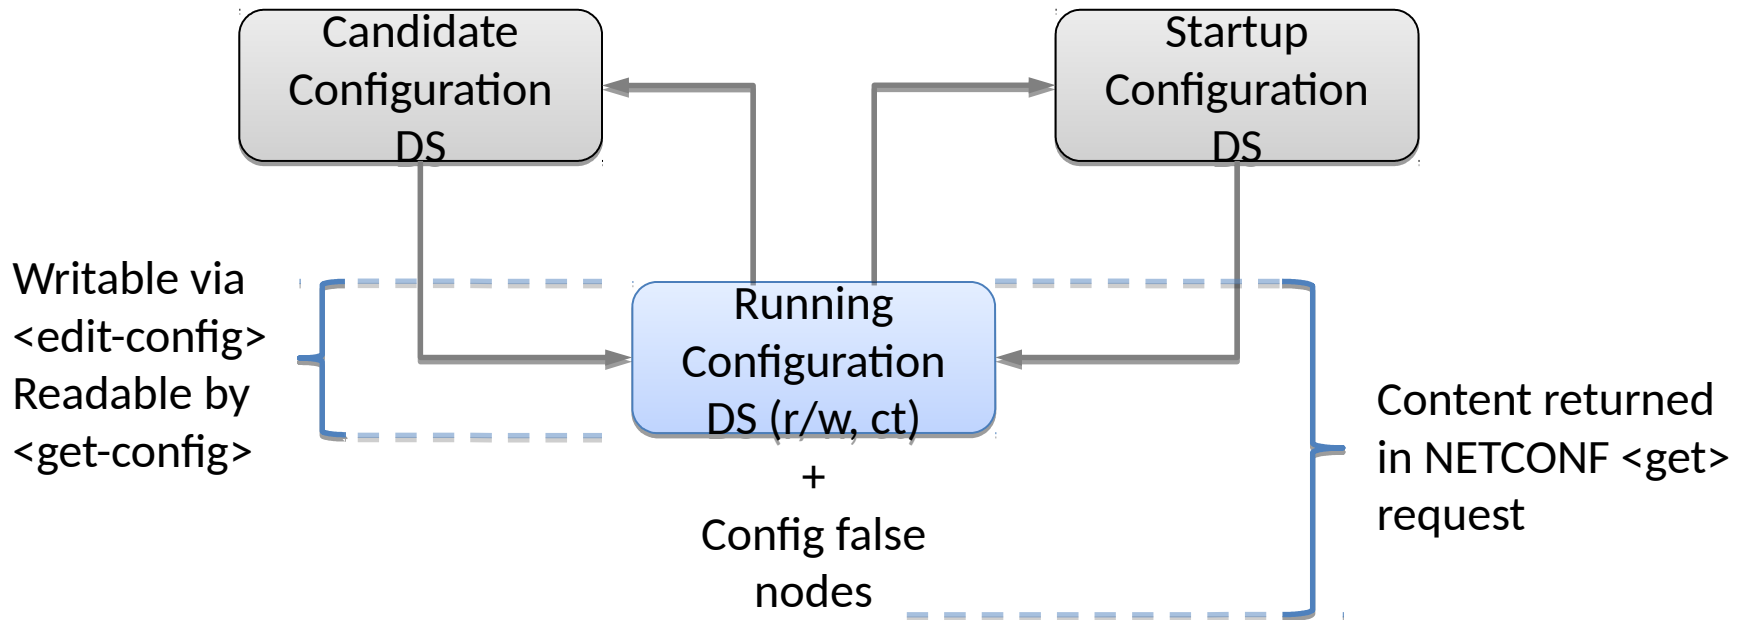 Candidate
Configuration
DS
Startup
Configuration
DS
Writable via
<edit-config>
Readable by
<get-config>
Running
Configuration
DS (r/w, ct)
+
Config false
nodes
Content returned
in NETCONF <get>
request